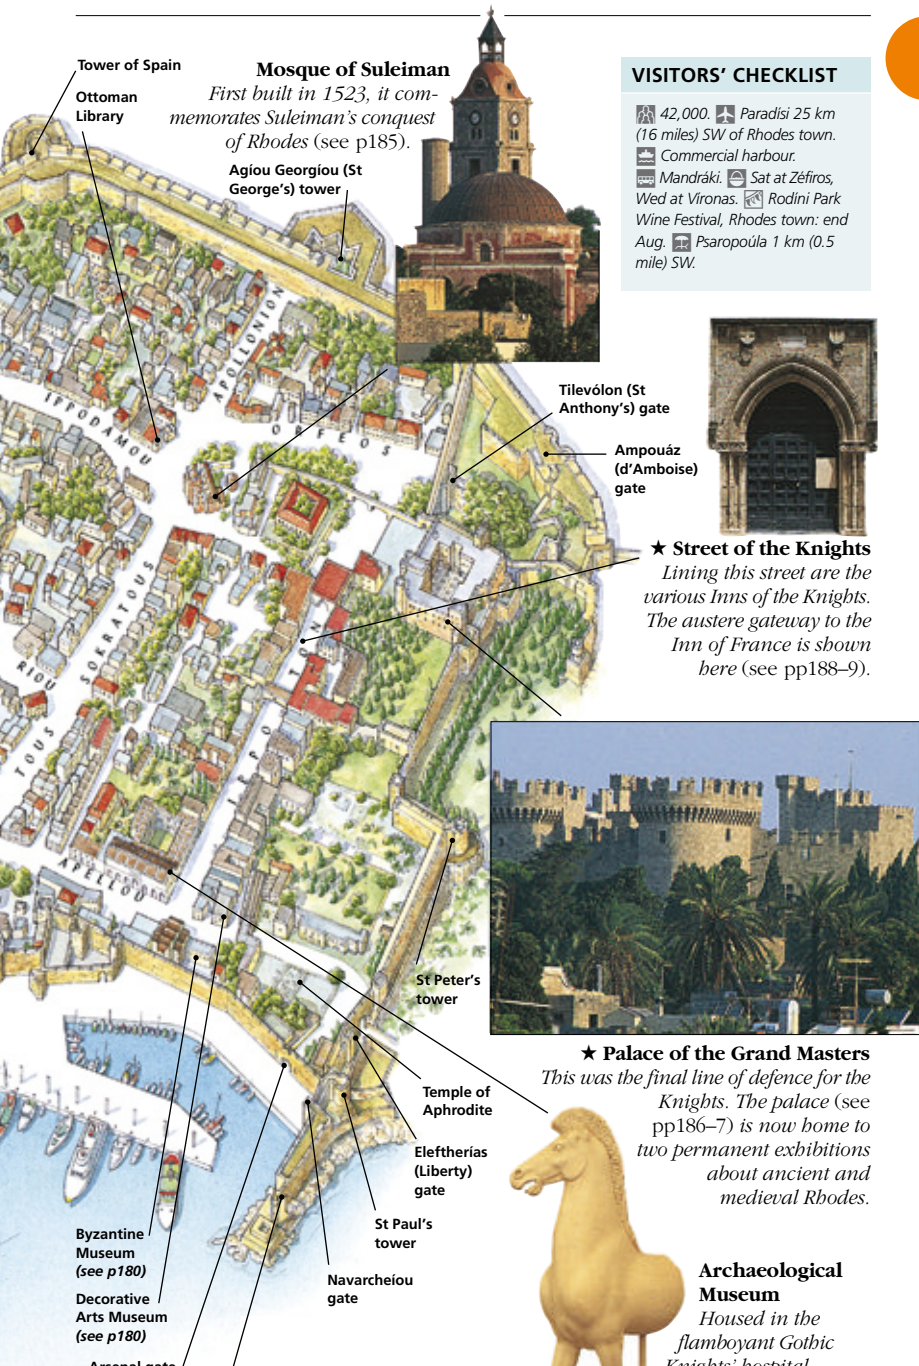 Tower of Spain
Ottoman
Library
Mosque of Suleiman
First built in 1523, it com-
memorates Suleiman's conquest
of Rhodes (see p185).
Agíou Georgíou (St
George's) tower
VISITORS' CHECKLIST
42,000. Paradísi 25 km
(16 miles) SW of Rhodes town.
Commercial harbour.
Mandráki. Sat at Zéfiros,
Wed at Vironas. Rodíni Park
Wine Festival, Rhodes town: end
Aug. Psaropoúla 1 km (0.5
mile) SW.
Tilevólon (St
Anthony's) gate
Ampouáz
(d'Amboise)
gate
★ Street of the Knights
Lining this street are the
various Inns of the Knights.
The austere gateway to the
Inn of France is shown
here (see pp188–9).
APOLLONION
IPPODAMOU
ORFEOS
SOKRATOUS
RIOU
TOUS
IPPOTON
APELLOU
St Peter's
tower
★ Palace of the Grand Masters
This was the final line of defence for the
Knights. The palace (see
pp186–7) is now home to
two permanent exhibitions
about ancient and
medieval Rhodes.
Temple of
Aphrodite
Eleftherías
(Liberty)
gate
St Paul's
tower
Navarcheíou
gate
Byzantine
Museum
(see p180)
Decorative
Arts Museum
(see p180)
Arsenal gate
Archaeological
Museum
Housed in the
flamboyant Gothic
Knights' hospital